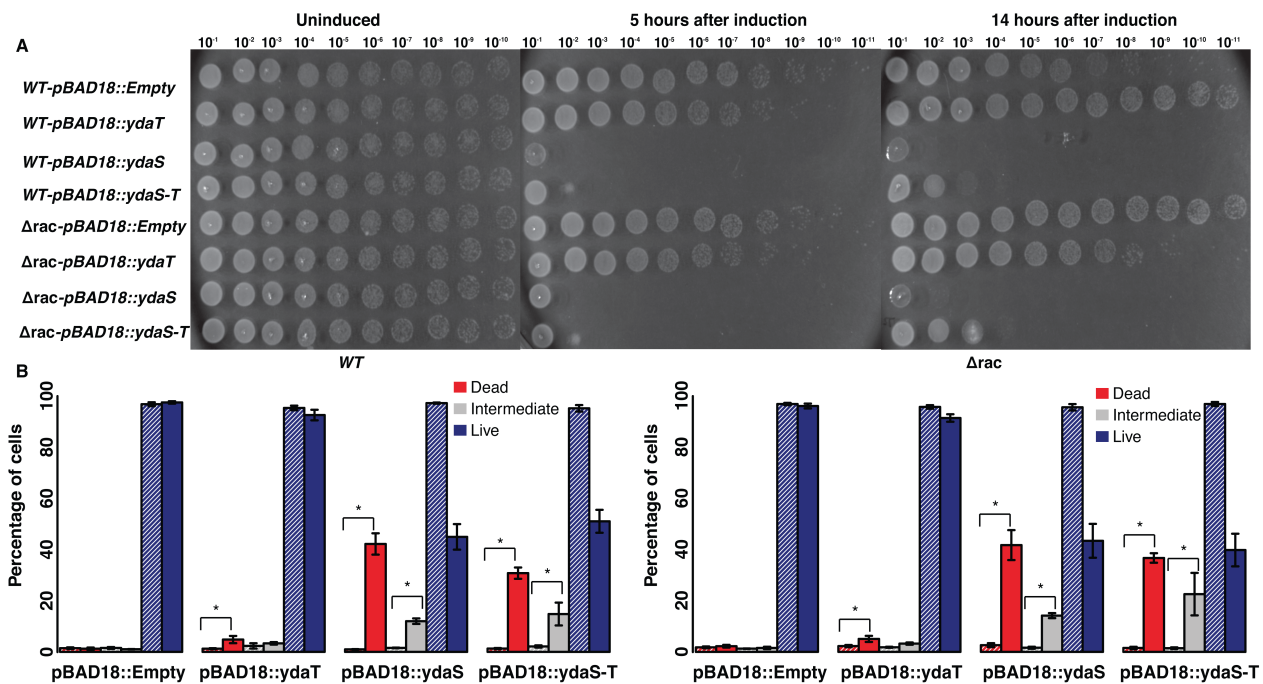 Uninduced 5 hours after induction 14 hours after induction
A
10⁻¹ 10⁻² 10⁻³ 10⁻⁴ 10⁻⁵ 10⁻⁶ 10⁻⁷ 10⁻⁸ 10⁻⁹ 10⁻¹⁰ 10⁻¹ 10⁻² 10⁻³ 10⁻⁴ 10⁻⁵ 10⁻⁶ 10⁻⁷ 10⁻⁸ 10⁻⁹ 10⁻¹⁰ 10⁻¹¹ 10⁻¹ 10⁻² 10⁻³ 10⁻⁴ 10⁻⁵ 10⁻⁶ 10⁻⁷ 10⁻⁸ 10⁻⁹ 10⁻¹⁰ 10⁻¹¹
WT-pBAD18::Empty
WT-pBAD18::ydaT
WT-pBAD18::ydaS
WT-pBAD18::ydaS-T
Δrac-pBAD18::Empty
Δrac-pBAD18::ydaT
Δrac-pBAD18::ydaS
Δrac-pBAD18::ydaS-T
B
WT
Percentage of cells
100
80
60
40
20
0
Dead
Intermediate
Live
* * * * *
pBAD18::Empty pBAD18::ydaT pBAD18::ydaS pBAD18::ydaS-T
Δrac
Percentage of cells
100
80
60
40
20
0
Dead
Intermediate
Live
* * * * *
pBAD18::Empty pBAD18::ydaT pBAD18::ydaS pBAD18::ydaS-T